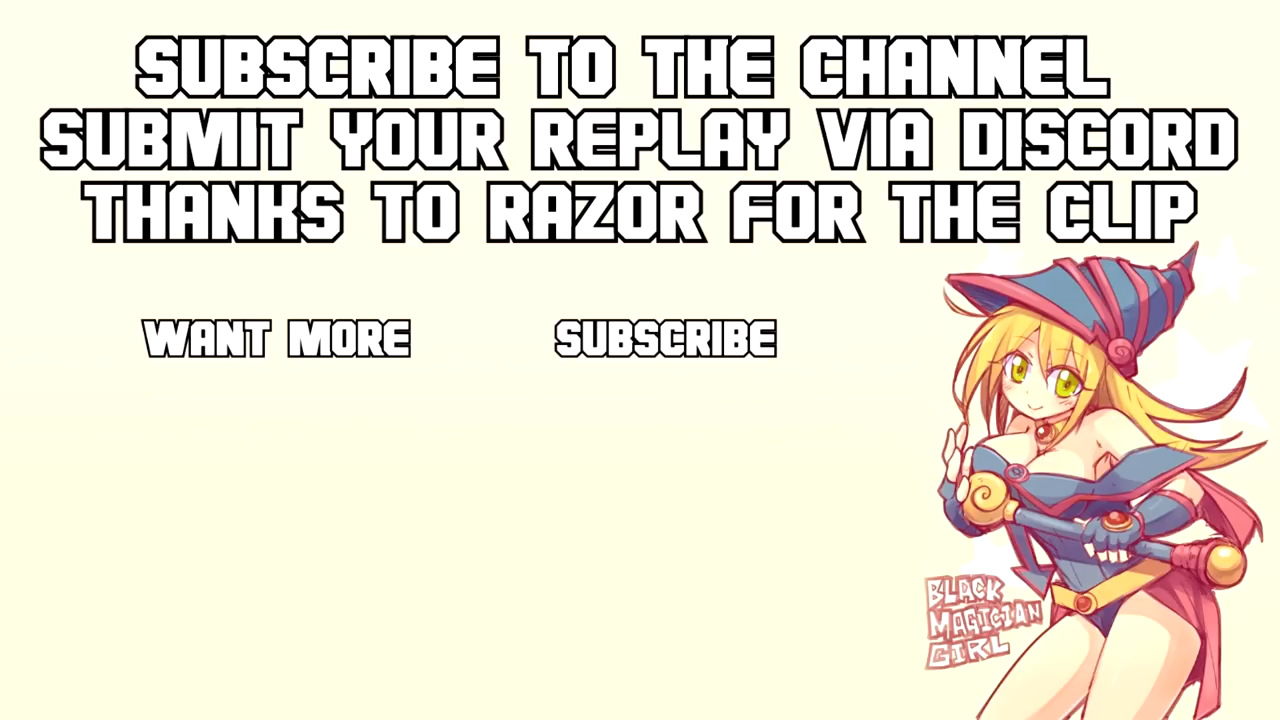 SUBSCRIBE TO THE CHANNEL
SUBMIT YOUR REPLAY VIA DISCORD
THANKS TO RAZOR FOR THE CLIP
WANT MORE
SUBSCRIBE
BLACK
MAGICIAN
GIRL